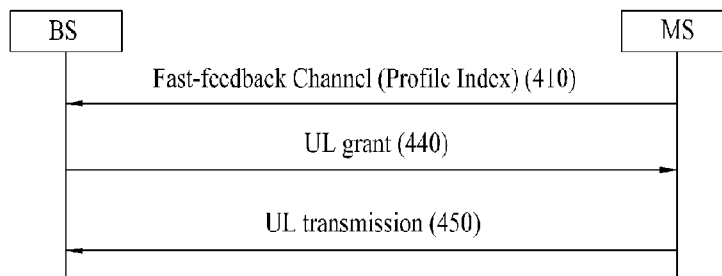 BS
MS
Fast-feedback Channel (Profile Index) (410)
UL grant (440)
UL transmission (450)